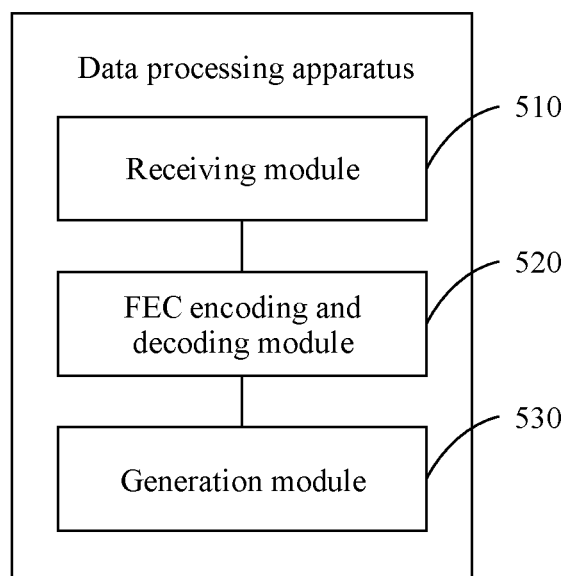 Data processing apparatus
510
Receiving module
520
FEC encoding and
decoding module
530
Generation module